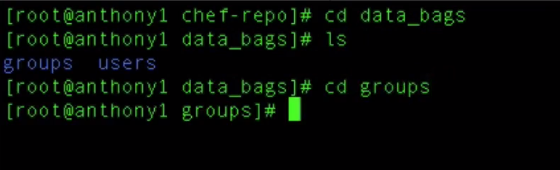 [root@anthony1 chef-repo]# cd data_bags
[root@anthony1 data_bags]# ls
groups  users
[root@anthony1 data_bags]# cd groups
[root@anthony1 groups]#